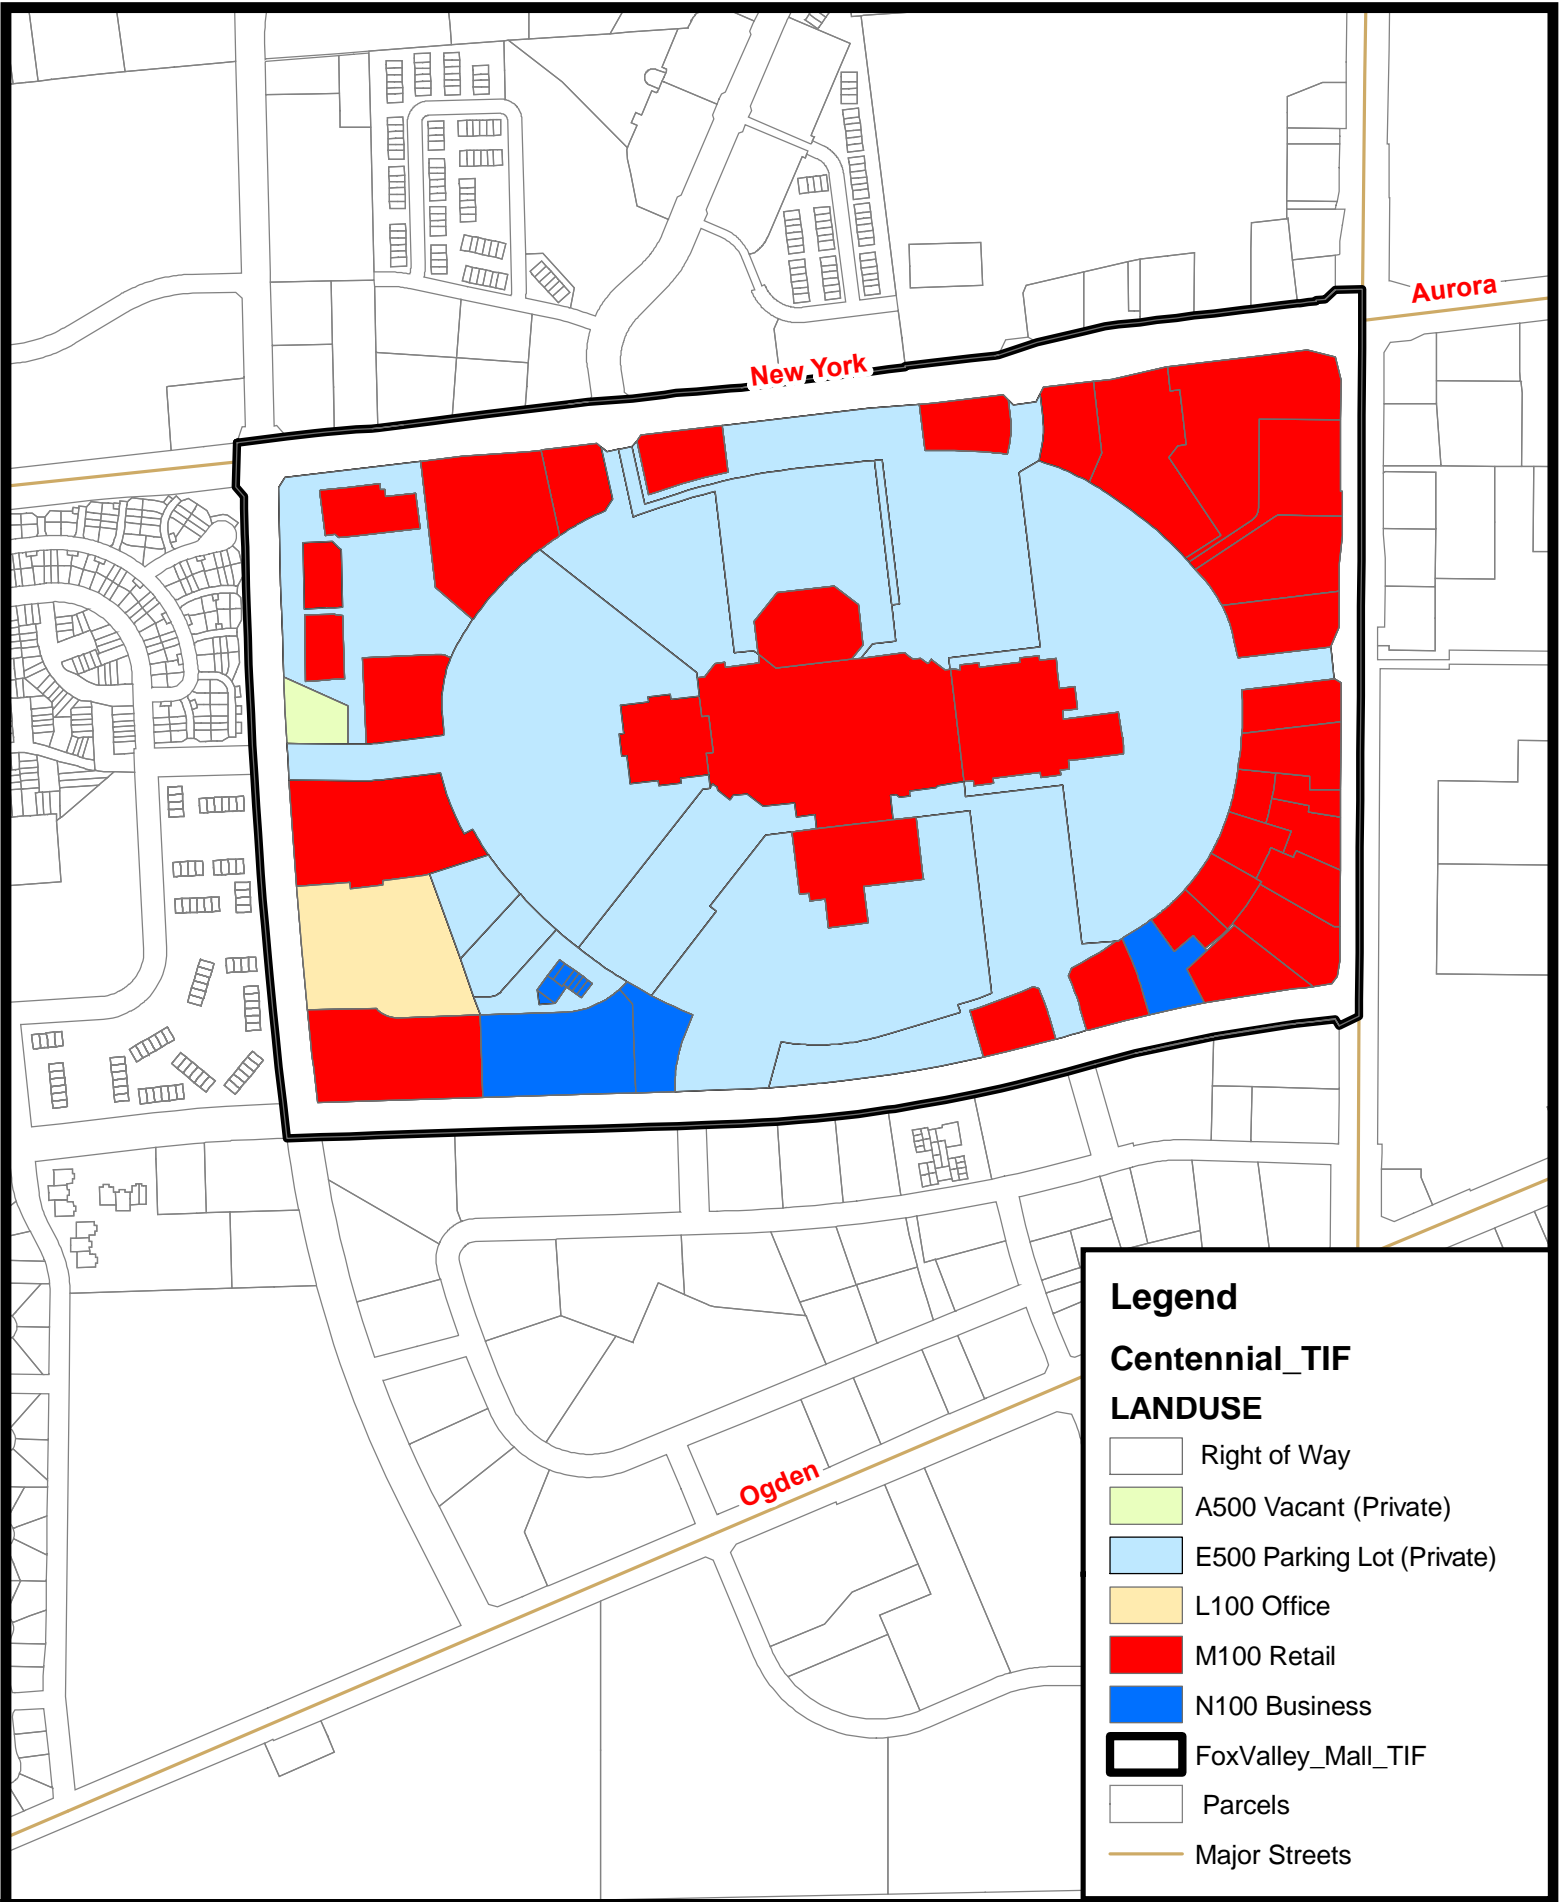 Aurora
New York
Ogden
Legend
Centennial_TIF
LANDUSE
Right of Way
A500 Vacant (Private)
E500 Parking Lot (Private)
L100 Office
M100 Retail
N100 Business
FoxValley_Mall_TIF
Parcels
Major Streets